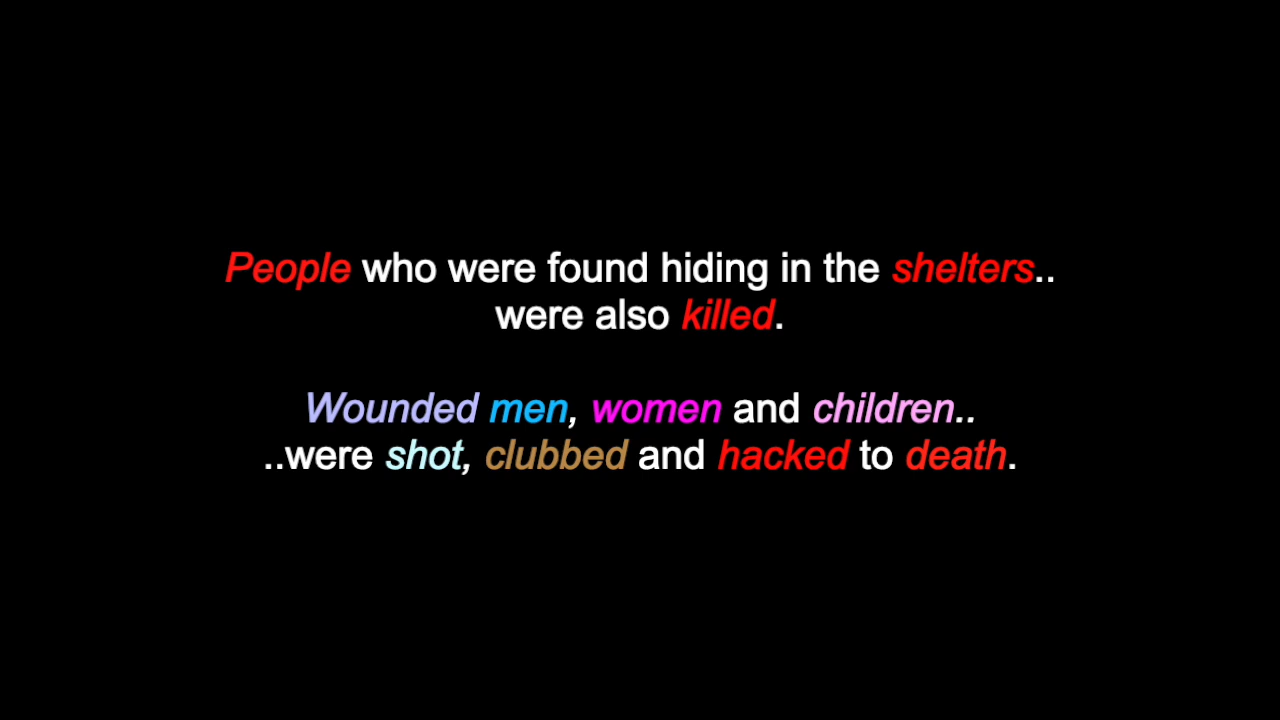 People who were found hiding in the shelters..
were also killed.
Wounded men, women and children..
..were shot, clubbed and hacked to death.